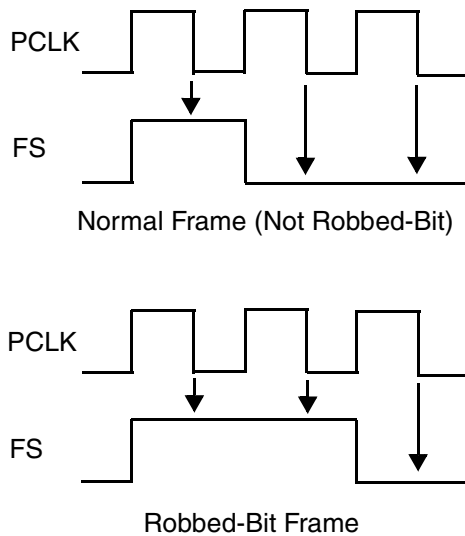 PCLK
FS
Normal Frame (Not Robbed-Bit)
PCLK
FS
Robbed-Bit Frame